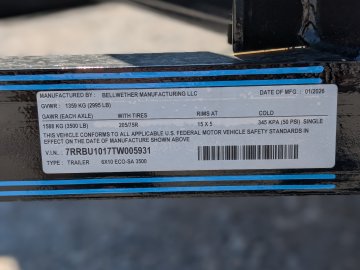 MANUFACTURED BY: BELLWETHER MANUFACTURING LLC DATE OF MFG.: 01/2026
GVWR: 1359 KG (2995 LB)
GAWR (EACH AXLE) WITH TIRES RIMS AT COLD
1588 KG (3500 LB) 205/75R 15 X 5 345 KPA (50 PSI), SINGLE
THIS VEHICLE CONFORMS TO ALL APPLICABLE U.S. FEDERAL MOTOR VEHICLE SAFETY STANDARDS IN
EFFECT ON THE DATE OF MANUFACTURE SHOWN ABOVE
V.I.N.: 7RRBU1017TW005931
TYPE: TRAILER 6X10 ECO-SA 3500